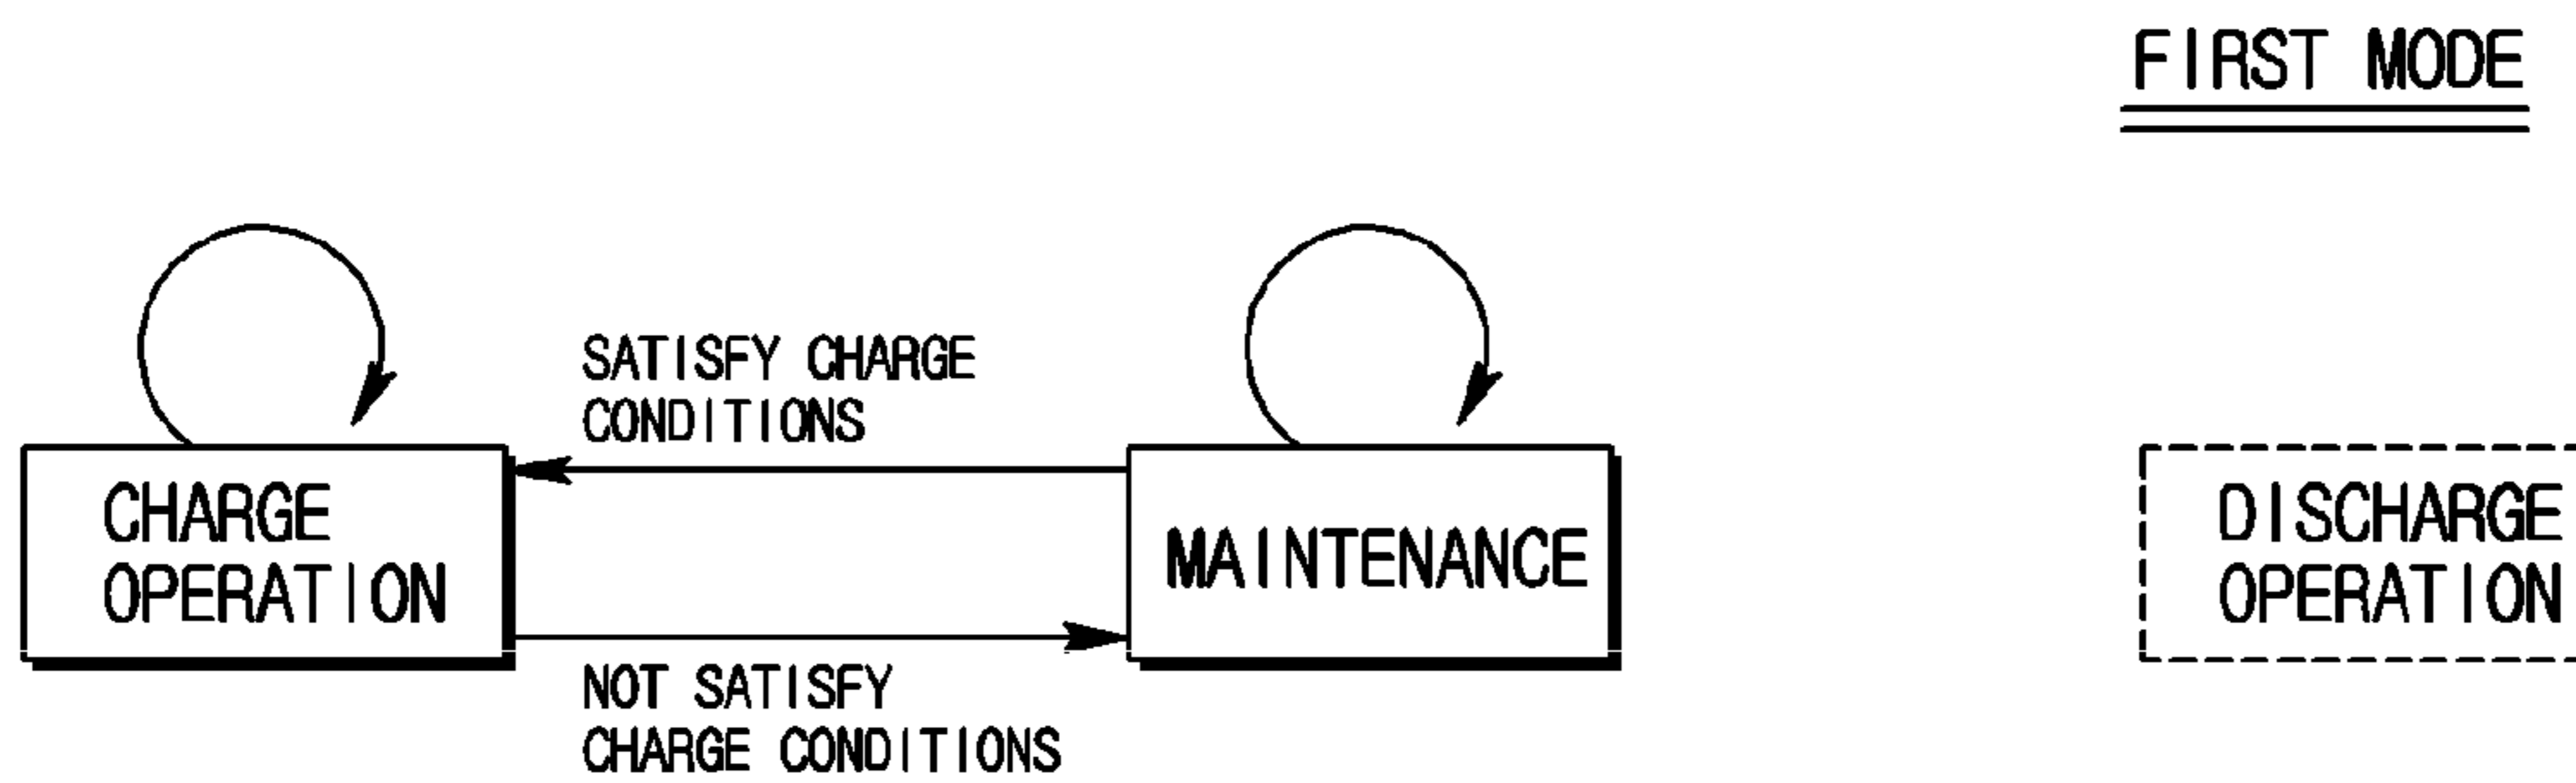 FIRST MODE
SATISFY CHARGE
CONDITIONS
CHARGE
OPERATION
MAINTENANCE
DISCHARGE
OPERATION
NOT SATISFY
CHARGE CONDITIONS